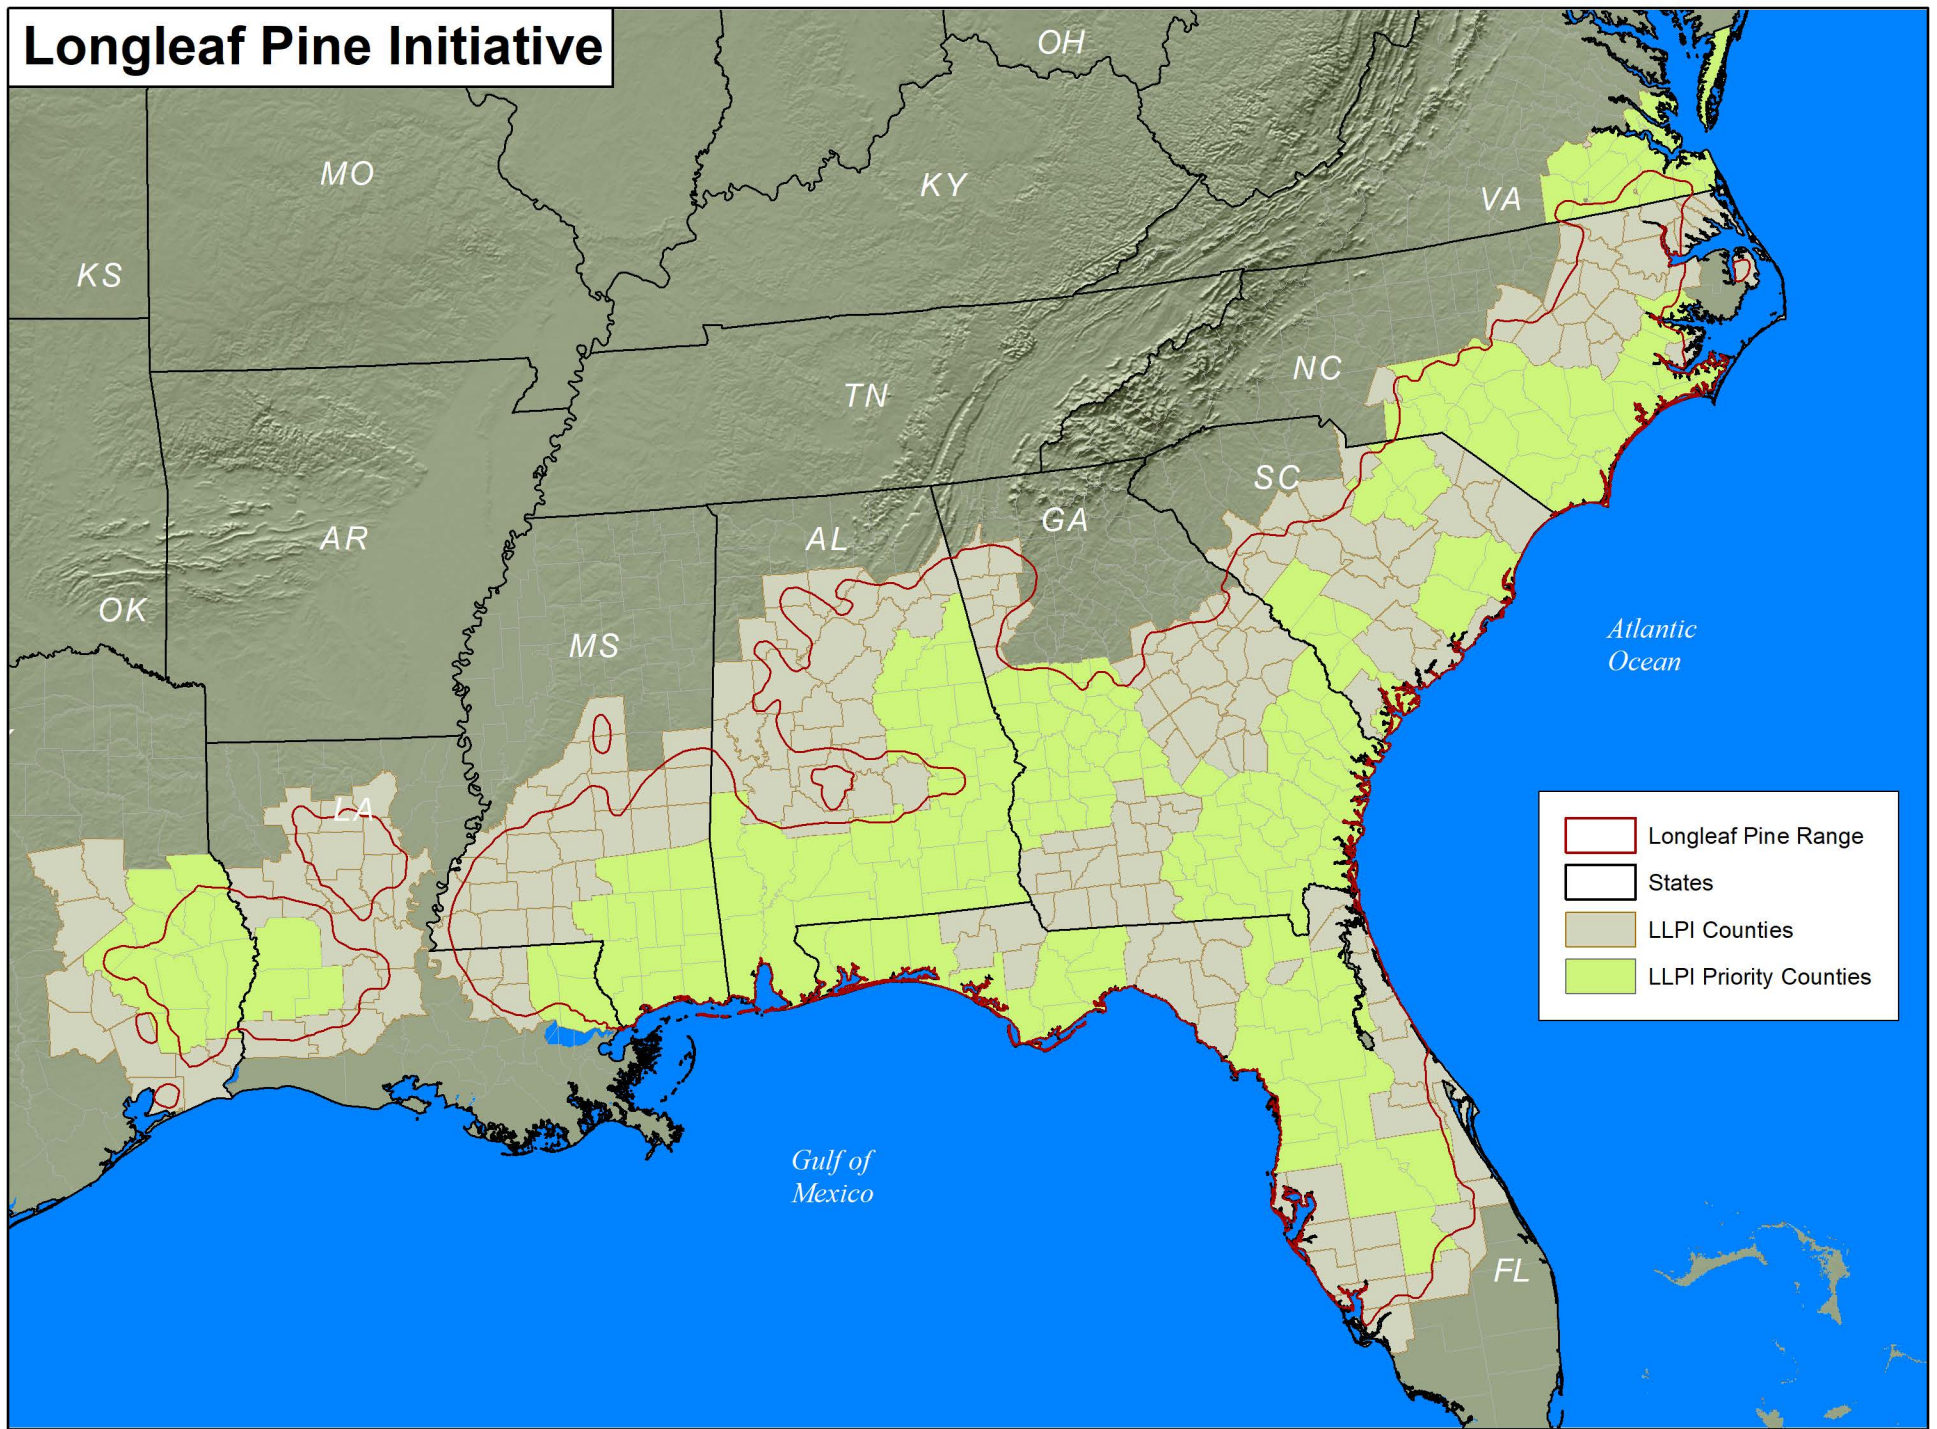 Longleaf Pine Initiative
OH
MO
KY
VA
KS
NC
TN
SC
GA
AR
AL
OK
MS
Atlantic
Ocean
LA
Longleaf Pine Range
States
LLPI Counties
LLPI Priority Counties
Gulf of
Mexico
FL